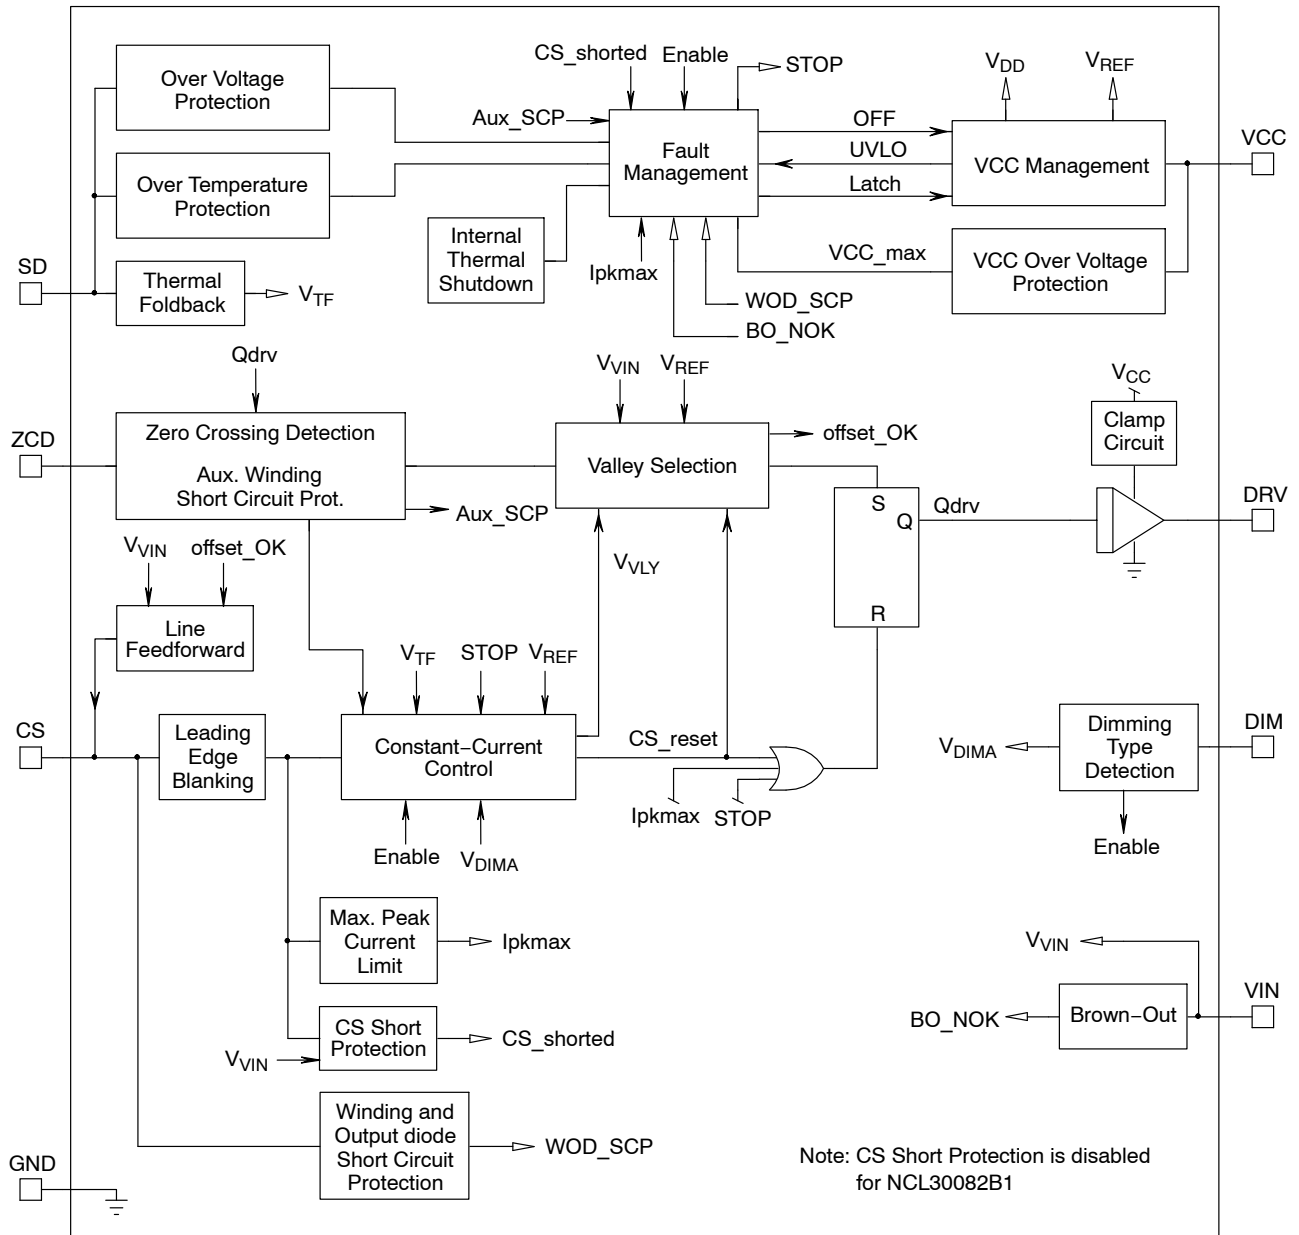 Over Voltage
Protection
Over Temperature
Protection
SD
Thermal
Foldback
VTF
CS_shorted
Enable
STOP
Aux_SCP
Fault
Management
OFF
UVLO
Latch
VDD
VREF
VCC Management
VCC
Internal
Thermal
Shutdown
Ipkmax
VCC_max
VCC Over Voltage
Protection
WOD_SCP
BO_NOK
Qdrv
ZCD
Zero Crossing Detection
Aux. Winding
Short Circuit Prot.
Aux_SCP
VVIN
VREF
Valley Selection
offset_OK
VCC
Clamp
Circuit
S
Q
R
Qdrv
DRV
VVIN
offset_OK
Line
Feedforward
VVLY
VTF
STOP
VREF
CS
Leading
Edge
Blanking
Constant−Current
Control
CS_reset
Ipkmax
STOP
Enable
VDIMA
VDIMA
Dimming
Type
Detection
DIM
Enable
Max. Peak
Current
Limit
Ipkmax
VVIN
CS Short
Protection
CS_shorted
VVIN
BO_NOK
Brown−Out
VIN
Winding and
Output diode
Short Circuit
Protection
WOD_SCP
GND
Note: CS Short Protection is disabled
for NCL30082B1